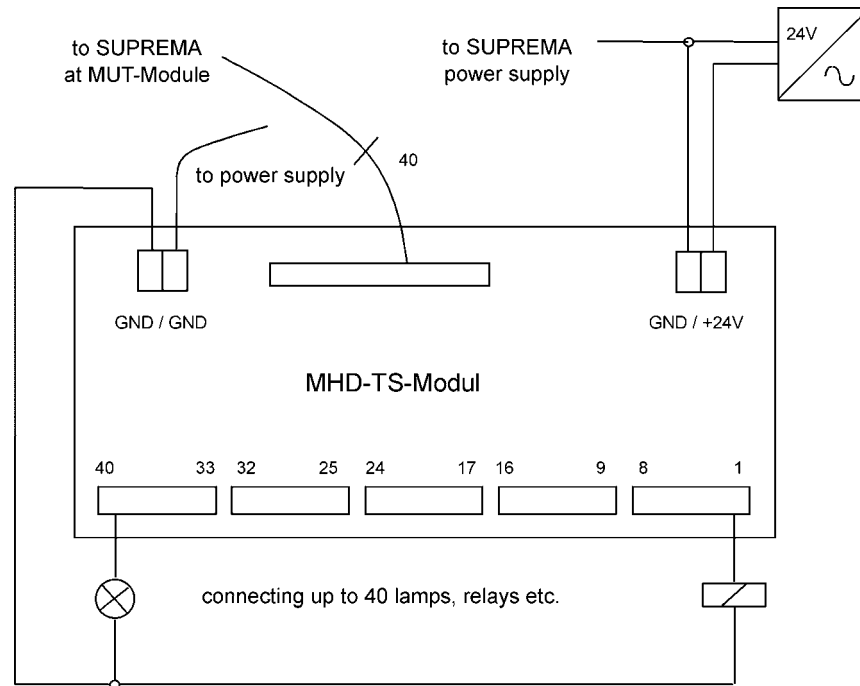 to SUPREMA
at MUT-Module
to SUPREMA
power supply
24V
to power supply
40
GND / GND
GND / +24V
MHD-TS-Modul
40 33 32 25 24 17 16 9 8 1
connecting up to 40 lamps, relays etc.